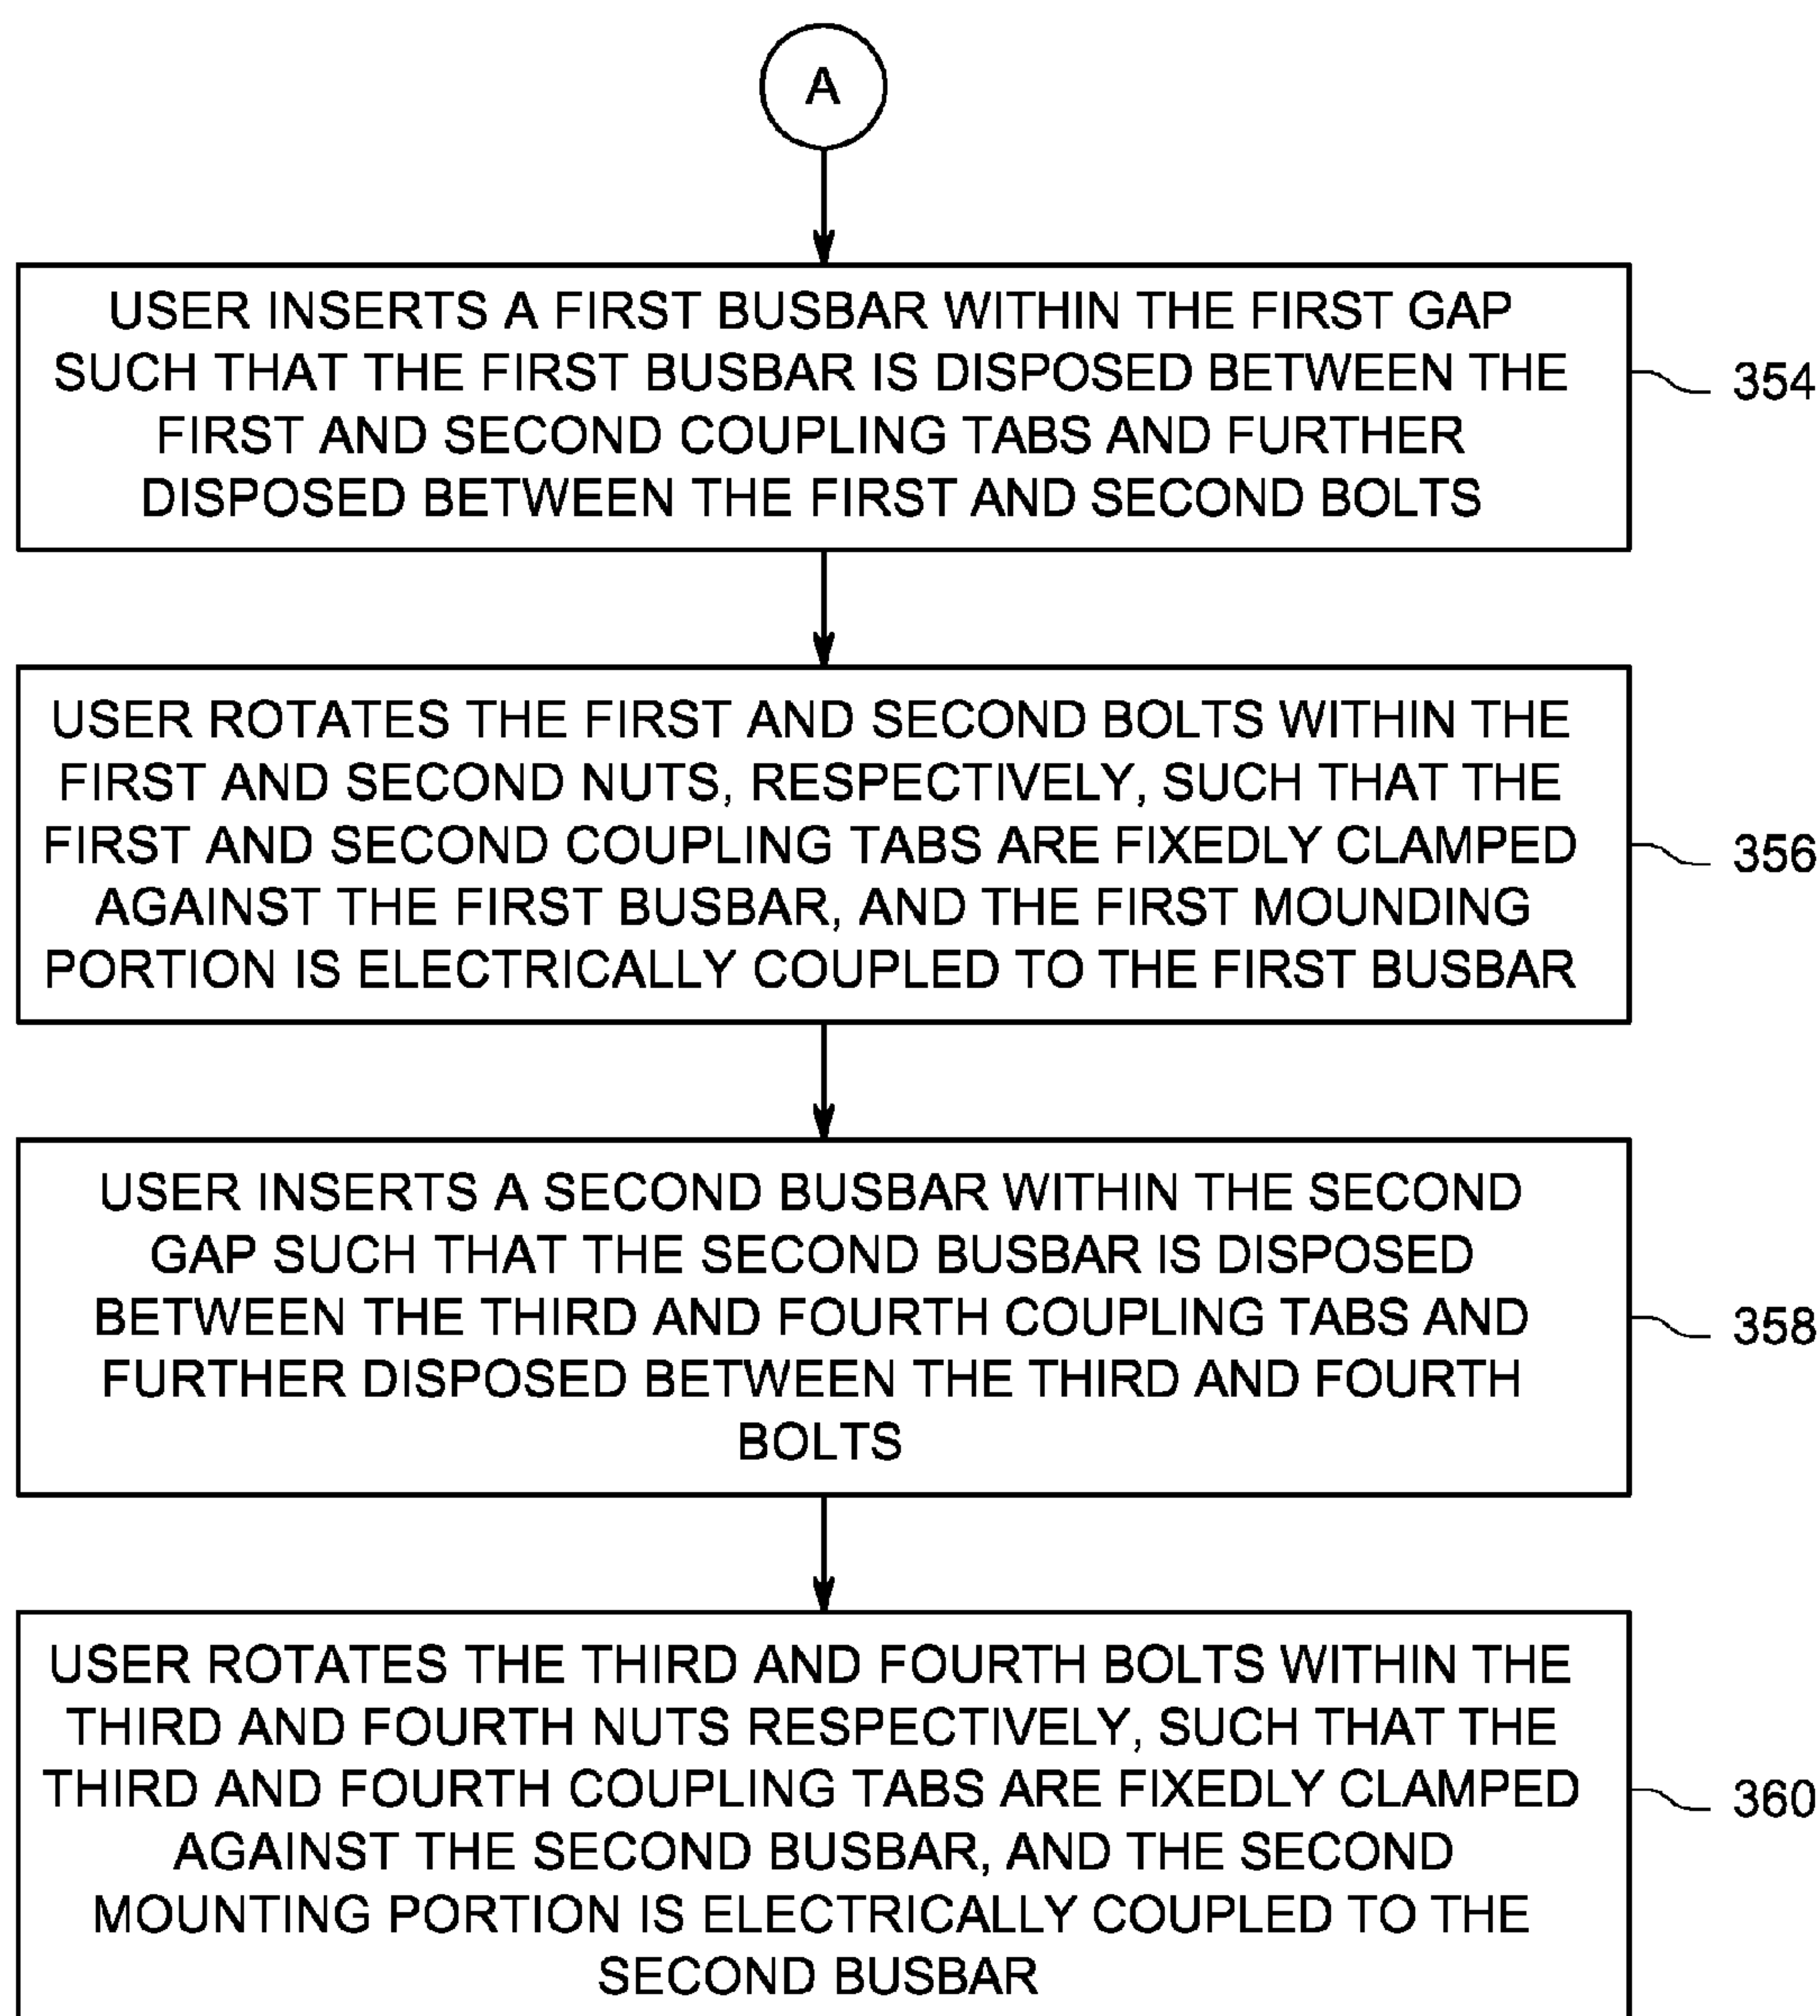 A
USER INSERTS A FIRST BUSBAR WITHIN THE FIRST GAP
SUCH THAT THE FIRST BUSBAR IS DISPOSED BETWEEN THE
FIRST AND SECOND COUPLING TABS AND FURTHER
DISPOSED BETWEEN THE FIRST AND SECOND BOLTS
354
USER ROTATES THE FIRST AND SECOND BOLTS WITHIN THE
FIRST AND SECOND NUTS, RESPECTIVELY, SUCH THAT THE
FIRST AND SECOND COUPLING TABS ARE FIXEDLY CLAMPED
AGAINST THE FIRST BUSBAR, AND THE FIRST MOUNDING
PORTION IS ELECTRICALLY COUPLED TO THE FIRST BUSBAR
356
USER INSERTS A SECOND BUSBAR WITHIN THE SECOND
GAP SUCH THAT THE SECOND BUSBAR IS DISPOSED
BETWEEN THE THIRD AND FOURTH COUPLING TABS AND
FURTHER DISPOSED BETWEEN THE THIRD AND FOURTH
BOLTS
358
USER ROTATES THE THIRD AND FOURTH BOLTS WITHIN THE
THIRD AND FOURTH NUTS RESPECTIVELY, SUCH THAT THE
THIRD AND FOURTH COUPLING TABS ARE FIXEDLY CLAMPED
AGAINST THE SECOND BUSBAR, AND THE SECOND
MOUNTING PORTION IS ELECTRICALLY COUPLED TO THE
SECOND BUSBAR
360